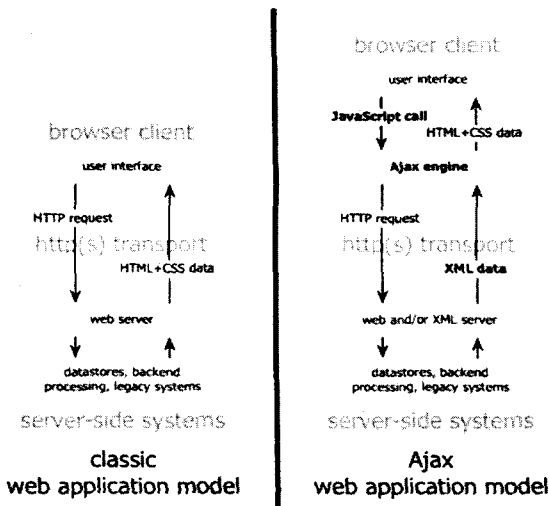 browser client
user interface
HTTP request
http(s) transport
HTML+CSS data
web server
datastores, backend
processing, legacy systems
server-side systems
classic
web application model
browser client
user interface
JavaScript call
HTML+CSS data
Ajax engine
HTTP request
http(s) transport
XML data
web and/or XML server
datastores, backend
processing, legacy systems
server-side systems
Ajax
web application model